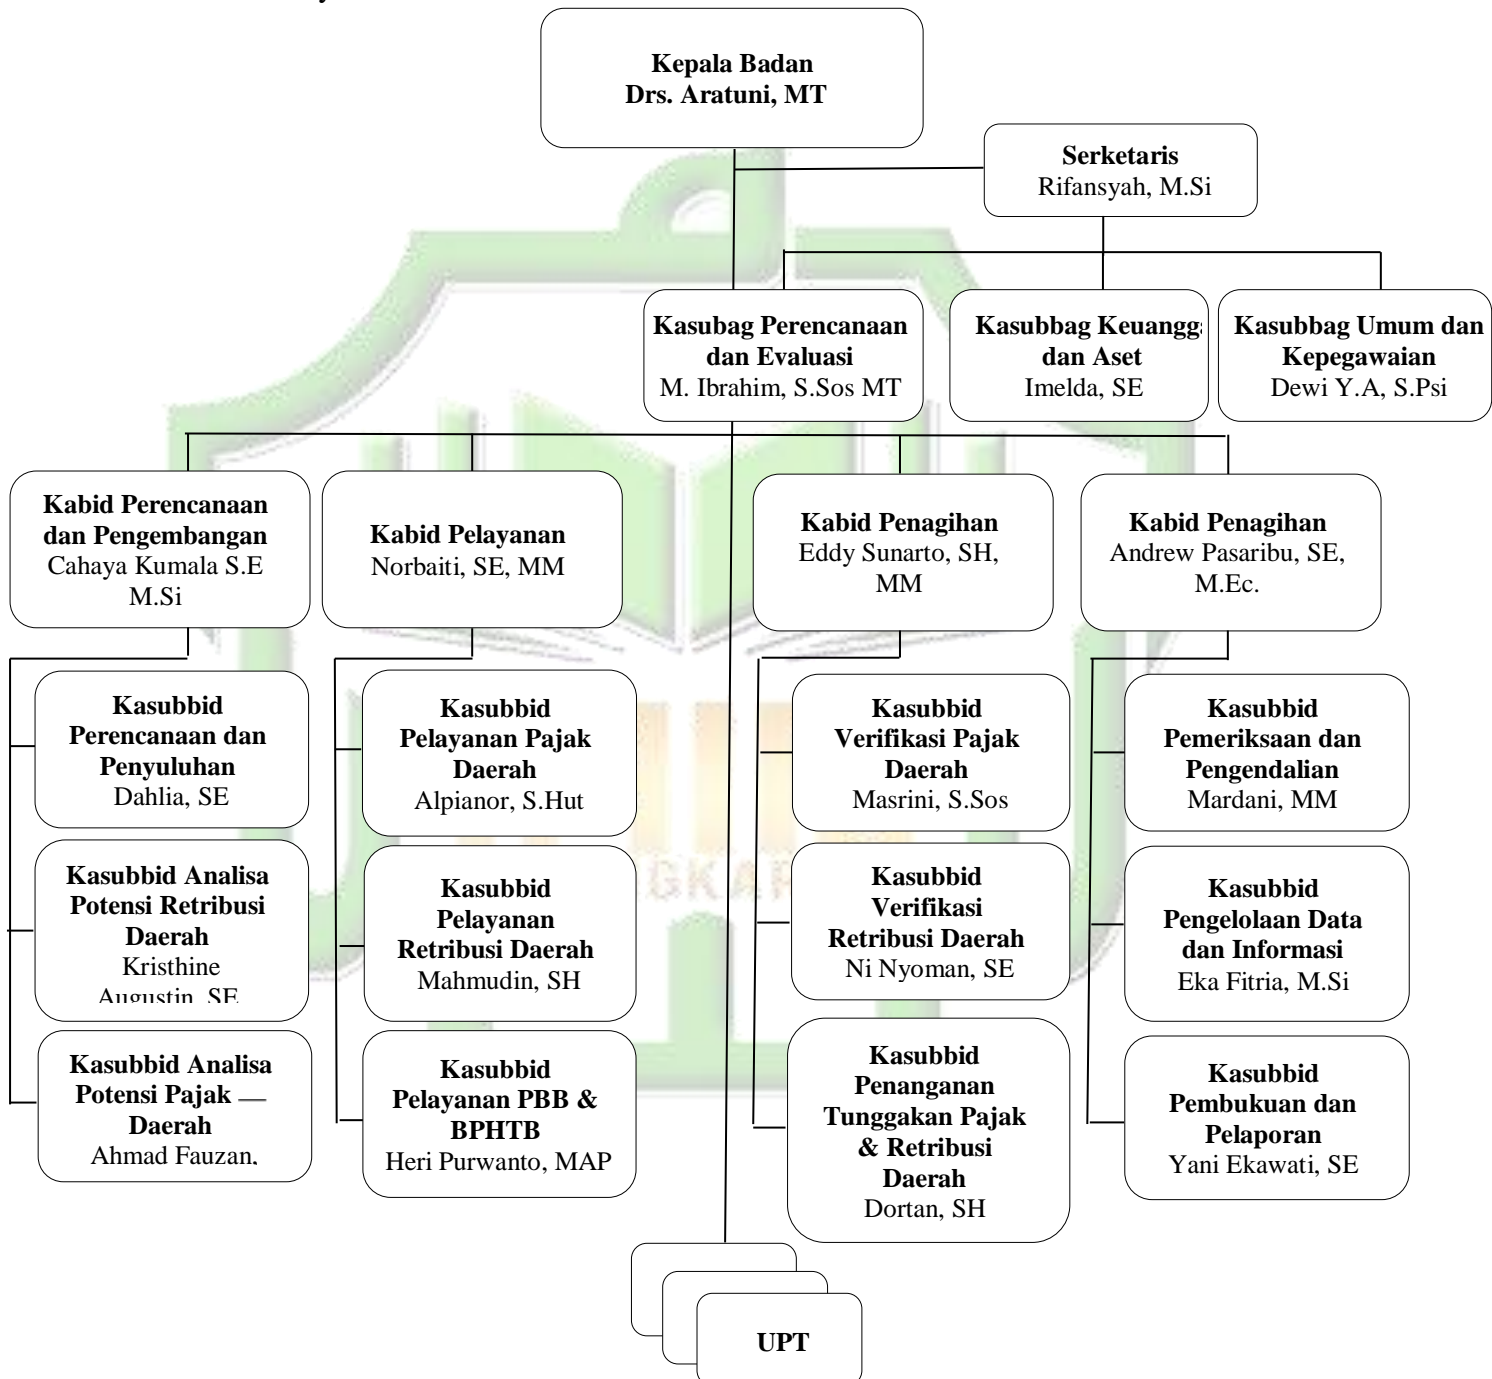 Kepala Badan
Drs. Aratuni, MT
Serketaris
Rifansyah, M.Si
Kasubag Perencanaan
dan Evaluasi
M. Ibrahim, S.Sos MT
Kasubbag Keuangg
dan Aset
Imelda, SE
Kasubbag Umum dan
Kepegawaian
Dewi Y.A, S.Psi
Kabid Perencanaan
dan Pengembangan
Cahaya Kumala S.E
M.Si
Kabid Pelayanan
Norbaiti, SE, MM
Kabid Penagihan
Eddy Sunarto, SH,
MM
Kabid Penagihan
Andrew Pasaribu, SE,
M.Ec.
Kasubbid
Perencanaan dan
Penyuluhan
Dahlia, SE
Kasubbid Analisa
Potensi Retribusi
Daerah
Kristhine
Augustin, SE
Kasubbid Analisa
Potensi Pajak —
Daerah
Ahmad Fauzan,
Kasubbid
Pelayanan Pajak
Daerah
Alpianor, S.Hut
Kasubbid
Pelayanan
Retribusi Daerah
Mahmudin, SH
Kasubbid
Pelayanan PBB &
BPHTB
Heri Purwanto, MAP
Kasubbid
Verifikasi Pajak
Daerah
Masrini, S.Sos
Kasubbid
Verifikasi
Retribusi Daerah
Ni Nyoman, SE
Kasubbid
Penanganan
Tunggakan Pajak
& Retribusi
Daerah
Dortan, SH
Kasubbid
Pemeriksaan dan
Pengendalian
Mardani, MM
Kasubbid
Pengelolaan Data
dan Informasi
Eka Fitria, M.Si
Kasubbid
Pembukuan dan
Pelaporan
Yani Ekawati, SE
UPT